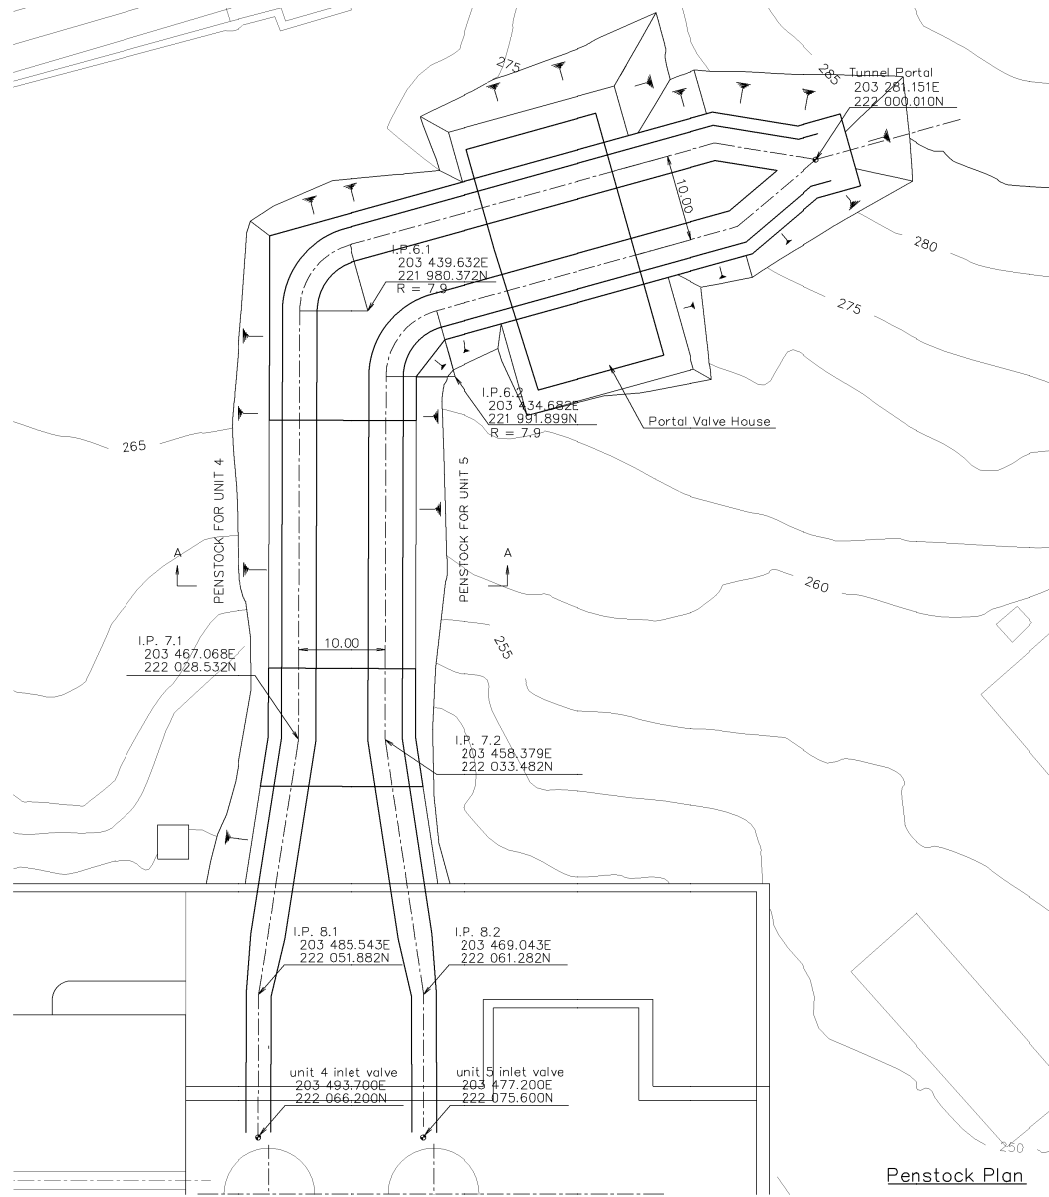 275
285
Tunnel Portal
203 281.151E
222 000.010N
10.00
280
I.P.6.1
203 439.632E
221 980.372N
R = 7.9
275
I.P.6.2
203 434.682E
221 991.899N
R = 7.9
Portal Valve House
265
PENSTOCK FOR UNIT 4
PENSTOCK FOR UNIT 5
A
A
260
I.P. 7.1
203 467.068E
222 028.532N
10.00
255
I.P. 7.2
203 458.379E
222 033.482N
I.P. 8.1
203 485.543E
222 051.882N
I.P. 8.2
203 469.043E
222 061.282N
unit 4 inlet valve
203 493.700E
222 066.200N
unit 5 inlet valve
203 477.200E
222 075.600N
250
Penstock Plan